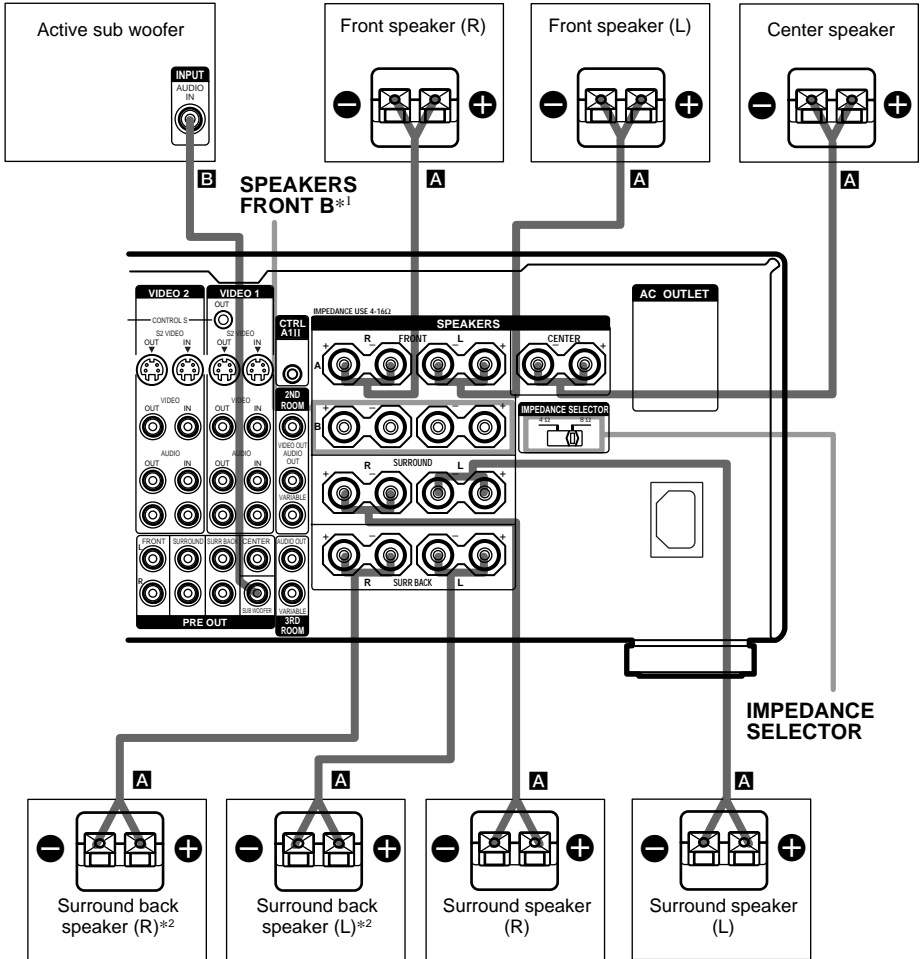 Active sub woofer
INPUT
AUDIO
IN
Front speaker (R)
Front speaker (L)
Center speaker
B
A
A
A
SPEAKERS
FRONT B*1
VIDEO 2
VIDEO 1
OUT
CONTROL S
S2 VIDEO
OUT
IN
S2 VIDEO
OUT
IN
VIDEO
OUT
IN
VIDEO
OUT
IN
AUDIO
OUT
IN
AUDIO
OUT
IN
CTRL
A1II
2ND
ROOM
VIDEO OUT
AUDIO
OUT
VARIABLE
FRONT
SURROUND
SURR BACK
CENTER
L
R
SUB WOOFER
PRE OUT
AUDIO OUT
VARIABLE
3RD
ROOM
IMPEDANCE USE 4-16Ω
SPEAKERS
R
FRONT
L
CENTER
+
−
−
+
−
+
A
B
+
−
−
+
R
SURROUND
L
+
−
−
+
+
−
−
+
R
SURR BACK
L
IMPEDANCE SELECTOR
4 Ω
8 Ω
AC OUTLET
IMPEDANCE
SELECTOR
A
A
A
A
Surround back
speaker (R)*2
Surround back
speaker (L)*2
Surround speaker
(R)
Surround speaker
(L)